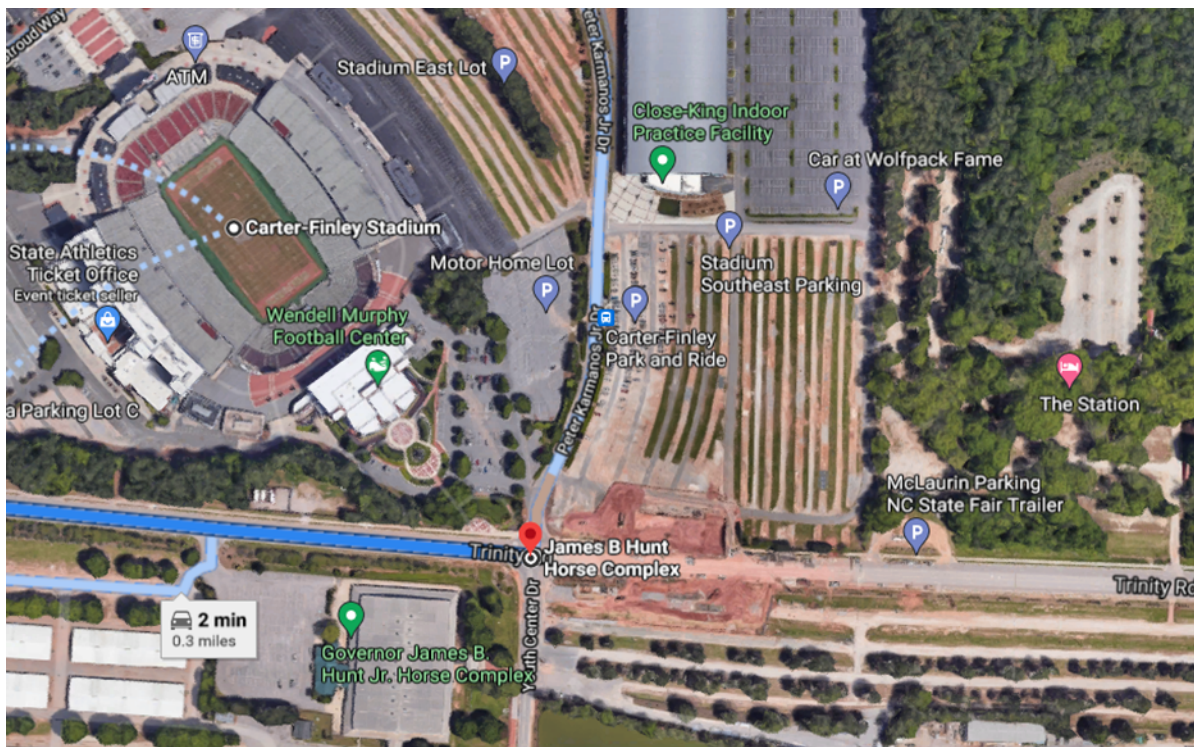 Stroud Way
ATM
Stadium East Lot
Peter Karmanos Jr Dr
Close-King Indoor
Practice Facility
Car at Wolfpack Fame
Carter-Finley Stadium
State Athletics
Ticket Office
Event ticket seller
Motor Home Lot
Stadium
Southeast Parking
Wendell Murphy
Football Center
Carter-Finley
Park and Ride
Peter Karmanos Jr Dr
a Parking Lot C
The Station
McLaurin Parking
NC State Fair Trailer
Trinity
James B Hunt
Horse Complex
Trinity Rd
2 min
0.3 miles
Governor James B.
Hunt Jr. Horse Complex
Youth Center Dr